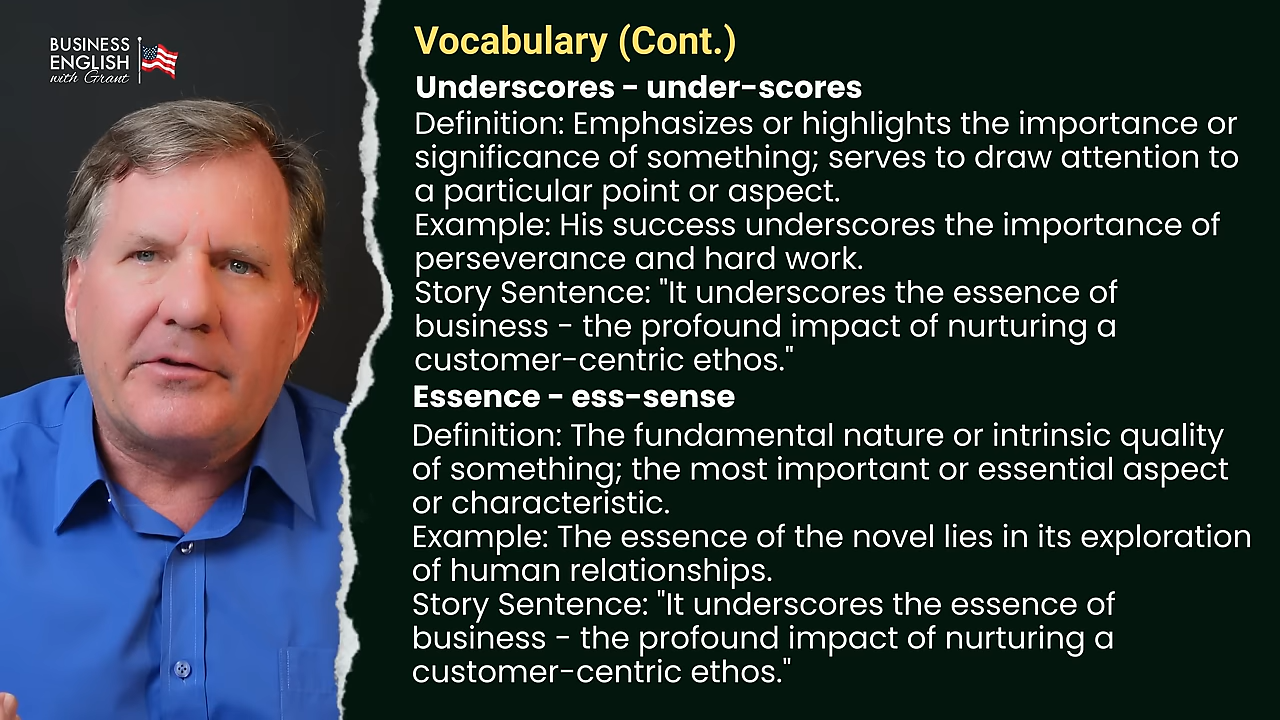 BUSINESS
ENGLISH
with Grant
Vocabulary (Cont.)
Underscores - under-scores
Definition: Emphasizes or highlights the importance or
significance of something; serves to draw attention to
a particular point or aspect.
Example: His success underscores the importance of
perseverance and hard work.
Story Sentence: "It underscores the essence of
business - the profound impact of nurturing a
customer-centric ethos."
Essence - ess-sense
Definition: The fundamental nature or intrinsic quality
of something; the most important or essential aspect
or characteristic.
Example: The essence of the novel lies in its exploration
of human relationships.
Story Sentence: "It underscores the essence of
business - the profound impact of nurturing a
customer-centric ethos."